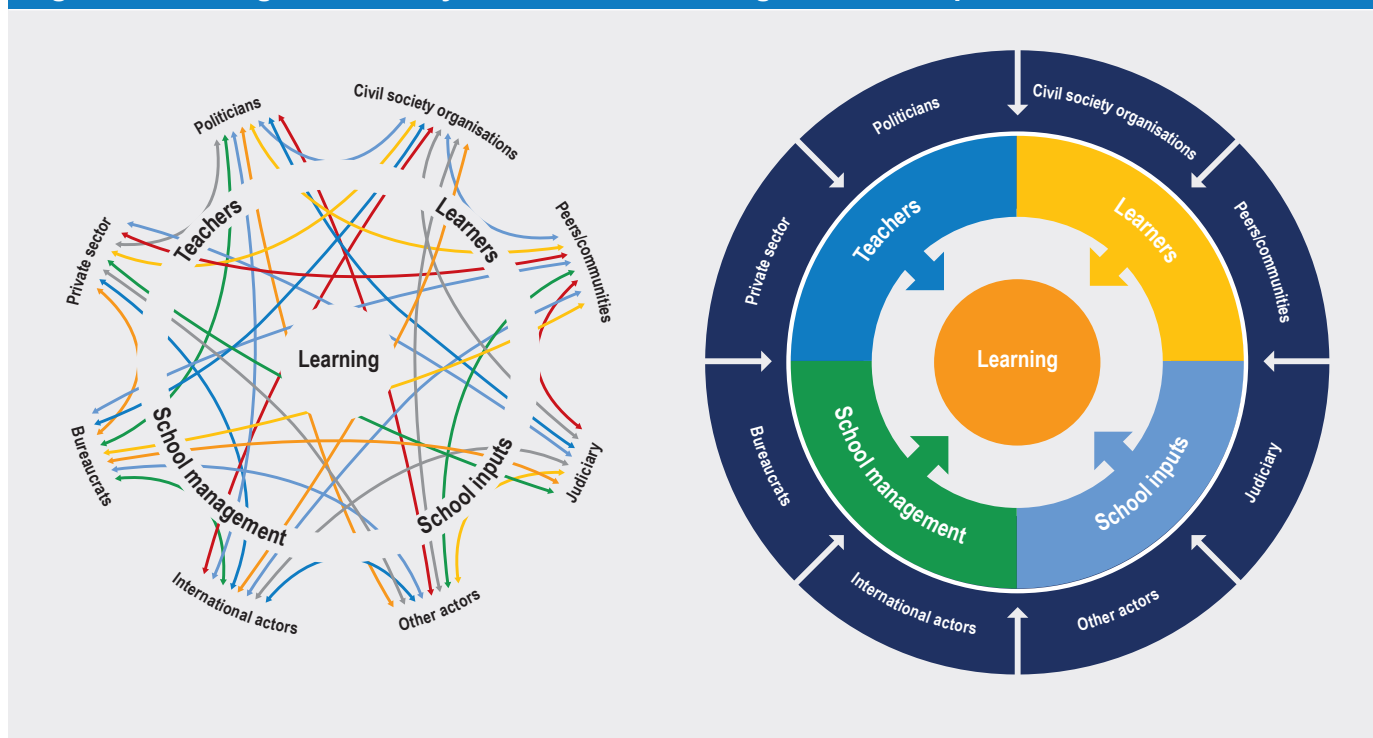 Politicians
Civil society organisations
Private sector
Teachers
Learners
Peers/communities
Learning
Bureaucrats
School management
School inputs
Judiciary
International actors
Other actors
Politicians
Civil society organisations
Private sector
Teachers
Learners
Peers/communities
Learning
Bureaucrats
School management
School inputs
Judiciary
International actors
Other actors